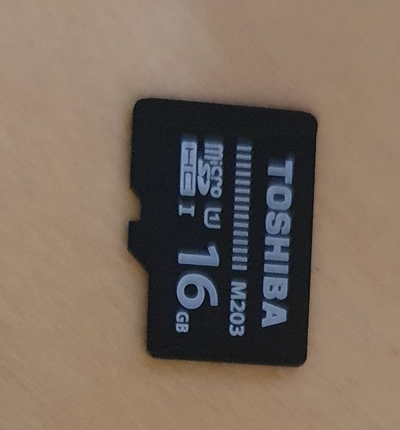 TOSHIBA
M203
micro SD HC I U1 16 GB